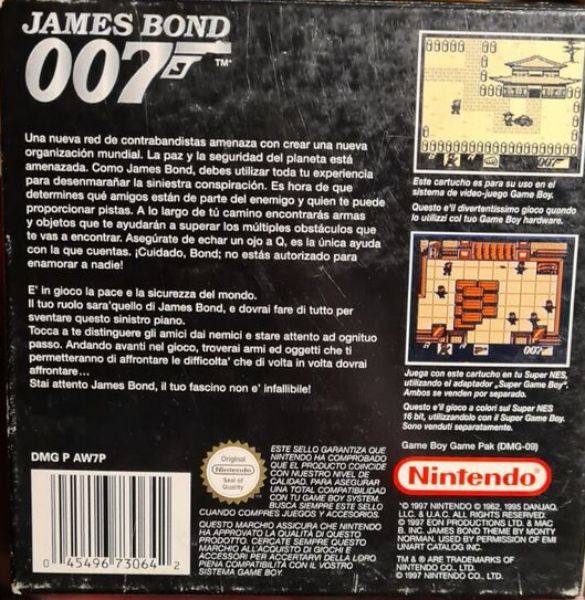 JAMES BOND
007 ™
Una nueva red de contrabandistas amenaza con crear una nueva
organización mundial. La paz y la seguridad del planeta está
amenazada. Como James Bond, debes utilizar toda tu experiencia
para desenmarañar la siniestra conspiración. Es hora de que
determines qué amigos están de parte del enemigo y quien te puede
proporcionar pistas. A lo largo de tú camino encontrarás armas
y objetos que te ayudarán a superar los múltiples obstáculos que
te vas a encontrar. Asegúrate de echar un ojo a Q, es la única ayuda
con la que cuentas. ¡Cuidado, Bond; no estás autorizado para
enamorar a nadie!
E' in gioco la pace e la sicurezza del mondo.
Il tuo ruolo sara'quello di James Bond, e dovrai fare di tutto per
sventare questo sinistro piano.
Tocca a te distinguere gli amici dai nemici e stare attento ad ognituo
passo. Andando avanti nel gioco, troverai armi ed oggetti che ti
permetteranno di affrontare le difficolta' che di volta in volta dovrai
affrontare...
Stai attento James Bond, il tuo fascino non e' infallibile!
007
Este cartucho es para su uso en el
sistema de video-juego Game Boy.
Questo e'il divertentissimo gioco quando
lo utilizzi col tuo Game Boy hardware.
007
Juega con este cartucho en tu Super NES,
utilizando el adaptador „Super Game Boy".
Ambos se venden por separado.
Questo e'il gioco a colori sul Super NES
16 bit, utilizzandolo con il Super Game Boy.
Sono venduti separatamente.
Game Boy Game Pak (DMG-09)
Nintendo®
DMG P AW7P
0 45496 73064 2
Original
Nintendo
Seal of
Quality
ESTE SELLO GARANTIZA QUE
NINTENDO HA COMPROBADO
QUE EL PRODUCTO COINCIDE
CON NUESTRO NIVEL DE
CALIDAD. PARA ASEGURAR
UNA TOTAL COMPATIBILIDAD
CON TU GAME BOY SYSTEM.
BUSCA SIEMPRE ESTE SELLO
CUANDO COMPRES JUEGOS Y ACCESORIOS.
QUESTO MARCHIO ASSICURA CHE NINTENDO
HA APPROVATO LA QUALITÀ DI QUESTO
PRODOTTO. CERCATE SEMPRE QUESTO
MARCHIO ALL'ACQUISTO DI GIOCHI E
ACCESSORI PER ACCERTARVI DELLA LORO
PIENA COMPATIBILITÀ CON IL VOSTRO
SISTEMA GAME BOY.
©1997 NINTENDO © 1962, 1995 DANJAQ,
LLC. & U.A.C. ALL RIGHTS RESERVED.
© 1997 EON PRODUCTIONS LTD. & MAC
B. INC. JAMES BOND THEME BY MONTY
NORMAN. USED BY PERMISSION OF EMI
UNART CATALOG INC.
TM & ® ARE TRADEMARKS OF
NINTENDO CO., LTD.
© 1997 NINTENDO CO., LTD.